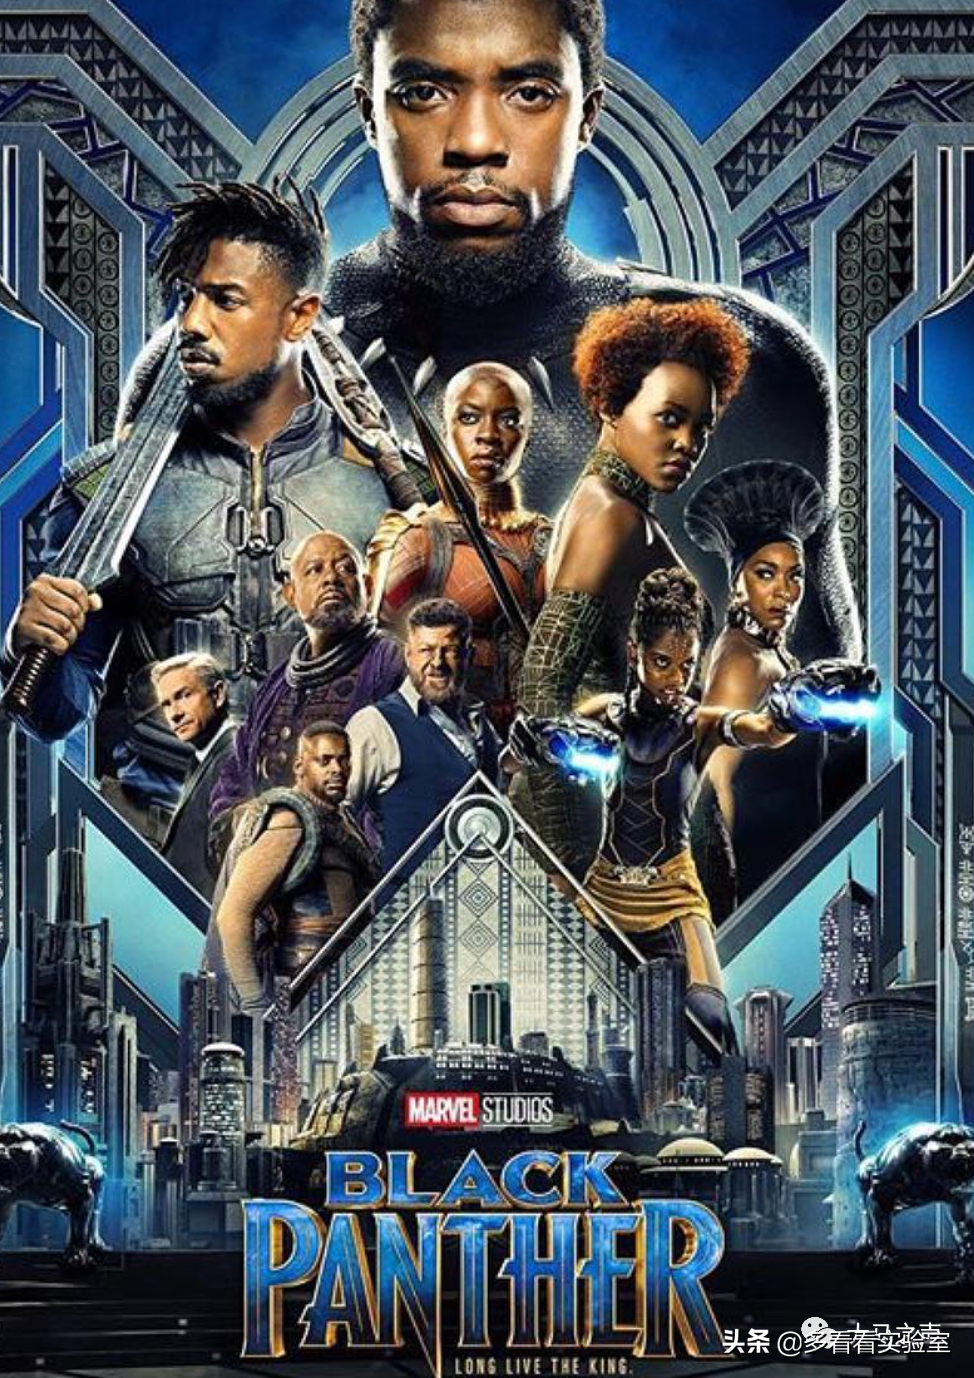 MARVEL STUDIOS
BLACK
PANTHER
LONG LIVE THE KING.
头条 @多看看实验室